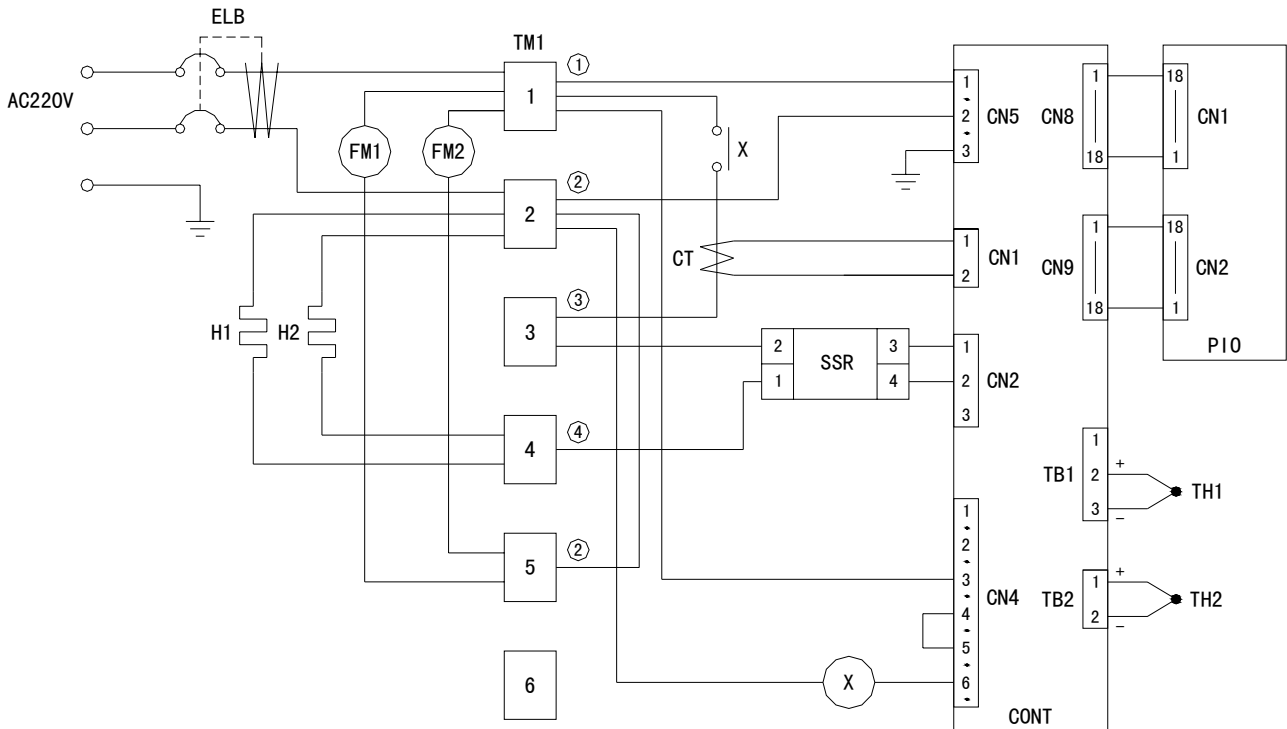 ELB
TM1
AC220V
FM1
FM2
H1
H2
1
①
2
②
3
③
4
④
5
②
6
X
CT
2
1
SSR
3
4
X
1
2
3
CN5
1
2
CN1
1
2
3
CN2
1
2
3
4
5
6
CN4
CONT
CN8
1
18
18
1
CN1
CN9
1
18
18
1
CN2
PIO
TB1
1
2
3
+
−
TH1
TB2
1
2
+
−
TH2